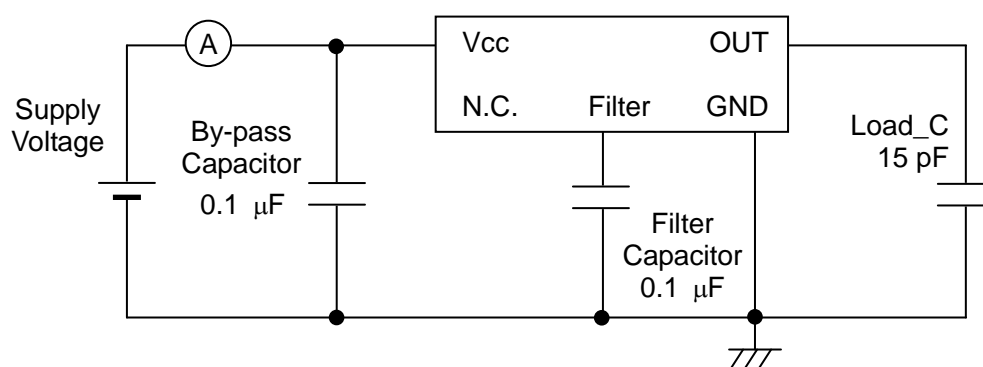 A
Vcc
OUT
N.C.
Filter
GND
Supply
Voltage
By-pass
Capacitor
0.1 μF
Load_C
15 pF
Filter
Capacitor
0.1 μF